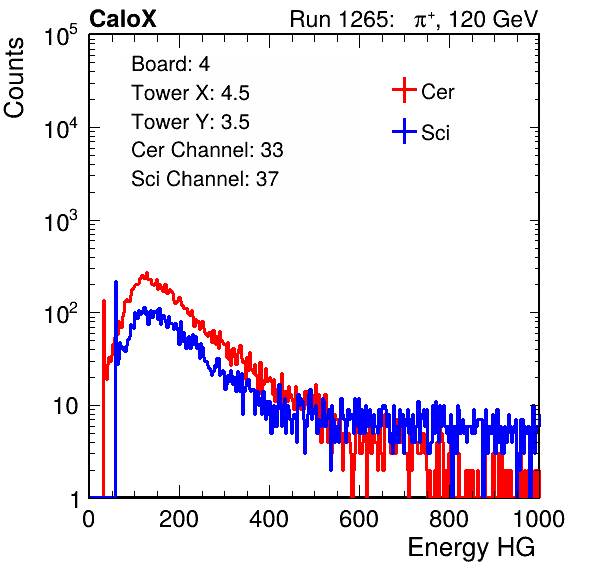 CaloX Run 1265: π⁺, 120 GeV
Board: 4
Tower X: 4.5
Tower Y: 3.5
Cer Channel: 33
Sci Channel: 37
Cer
Sci
Counts
10⁵
10⁴
10³
10²
10
1
0 200 400 600 800 1000
Energy HG